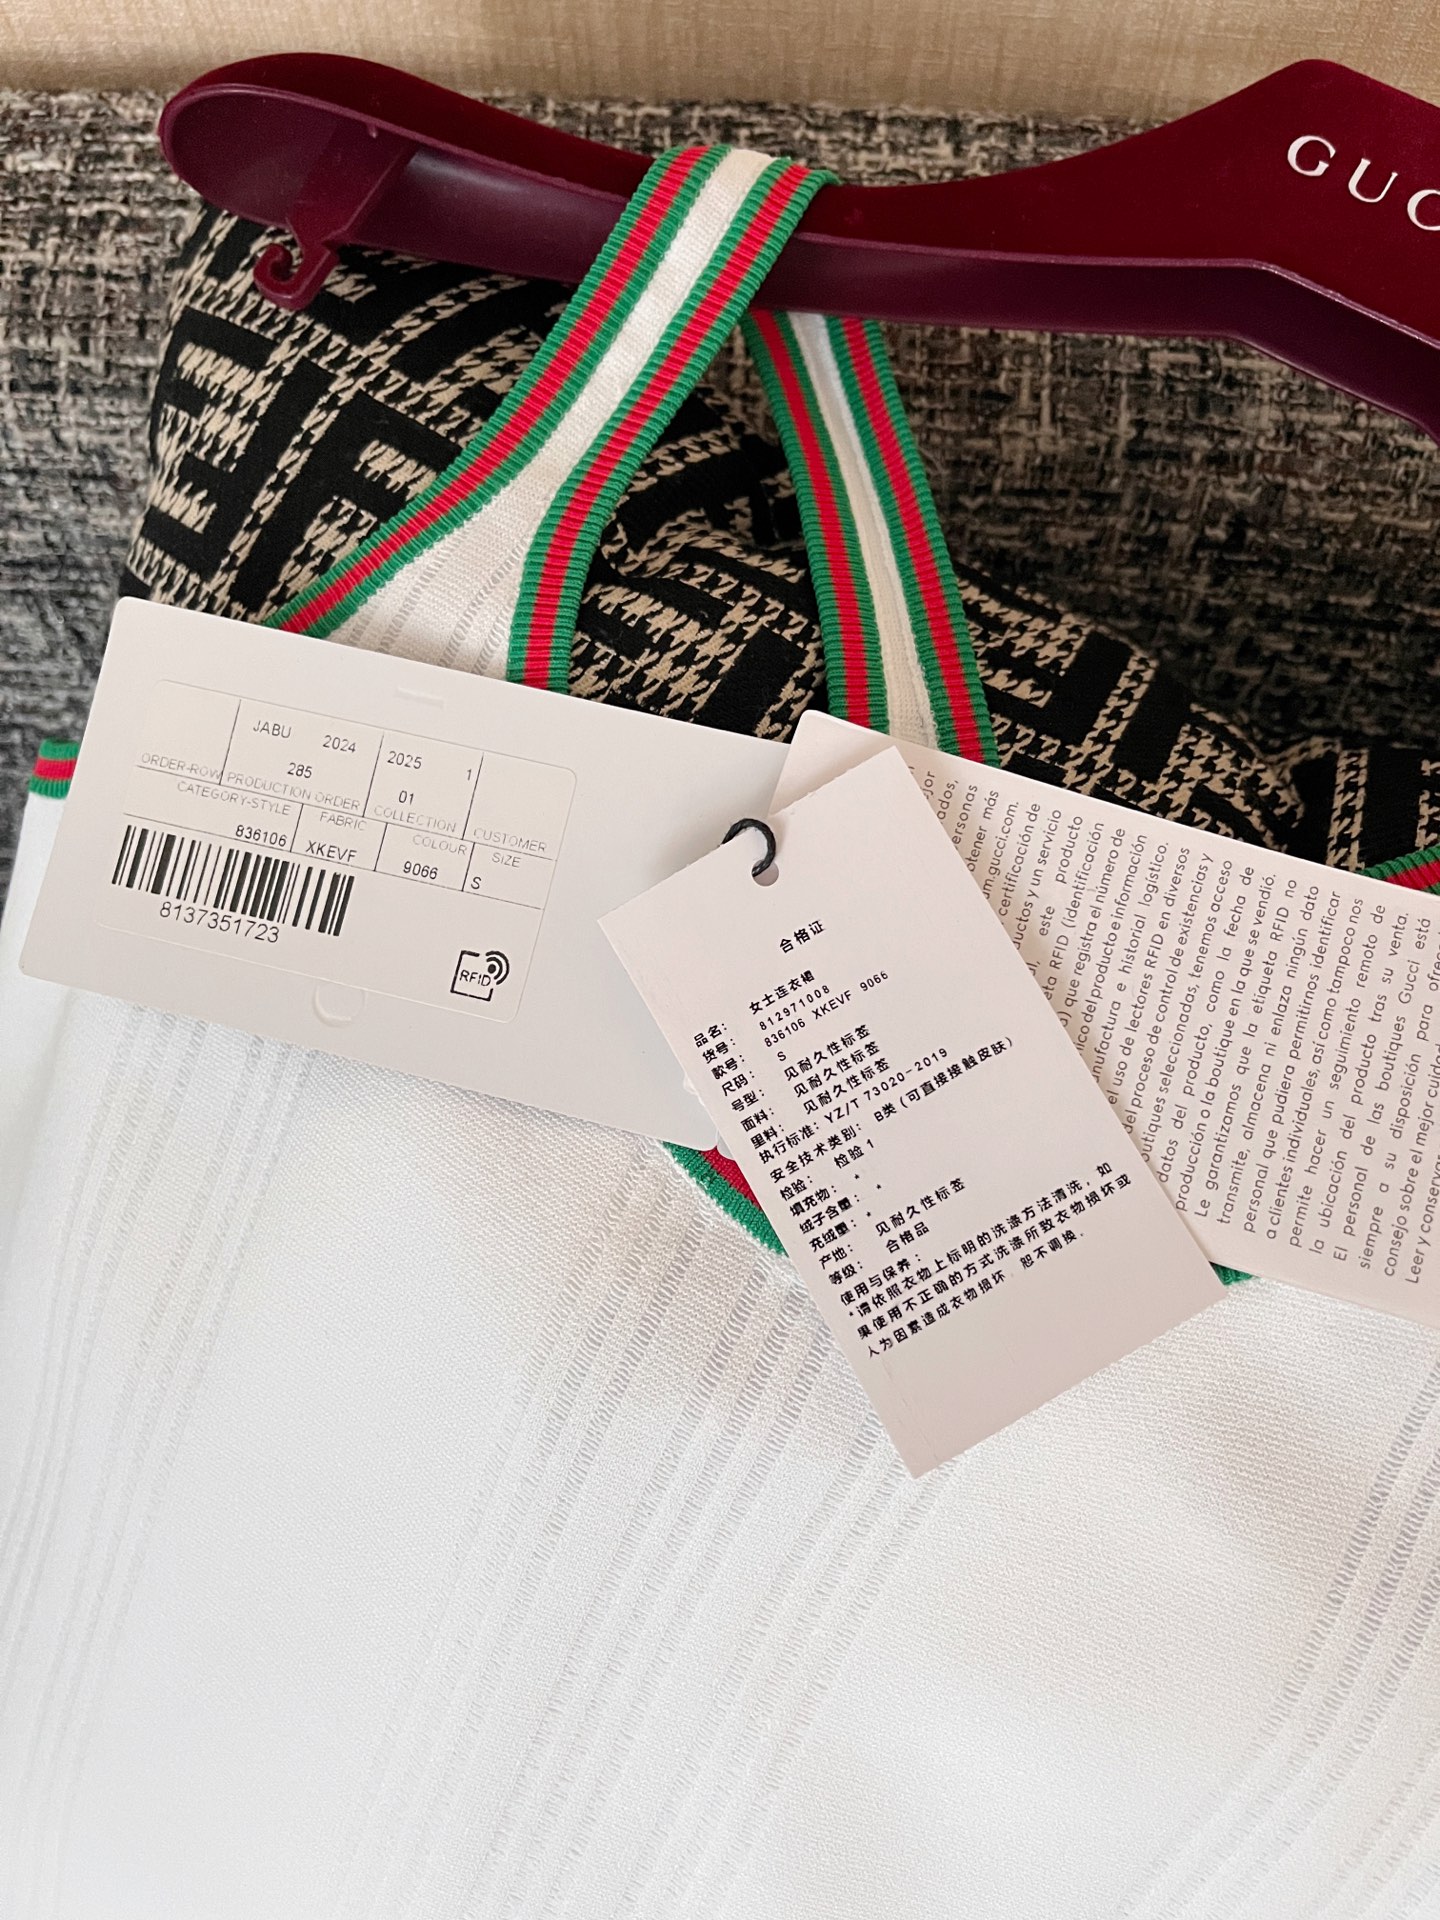 GUC
JABU 2024 2025 1
285 01
ORDER-ROW PRODUCTION ORDER COLLECTION CUSTOMER
CATEGORY-STYLE FABRIC COLOUR SIZE
836106 XKEVF 9066 S
8137351723
RFID
合格证
品名: 女士连衣裙
货号: 812971008
款号: 836106 XKEVF 9066
尺码: S
号型: 见耐久性标签
面料: 见耐久性标签
里料: 见耐久性标签
执行标准: YZ/T 73020-2019
安全技术类别: B类 (可直接接触皮肤)
检验: 检验1
填充物: *
绒子含量: *
充绒量: *
产地: 见耐久性标签
等级: 合格品
使用与保养:
*请依照衣物上标明的洗涤方法清洗, 如
果使用不正确的方式洗涤所致衣物损坏或
人为因素造成衣物损坏, 恕不调换.
ados,
ersonas
btener más
um.gucci.com.
certificación de
ductos y un servicio
este producto
eta RFID (identificación
) que registra el número de
nico del producto e información
anufactura e historial logístico.
el uso de lectores RFID en diversos
del proceso de control de existencias y
outiques seleccionadas, tenemos acceso
datos del producto, como la fecha de
producción o la boutique en la que se vendió.
Le garantizamos que la etiqueta RFID no
transmite, almacena ni enlaza ningún dato
personal que pudiera permitirnos identificar
a clientes individuales, así como tampoco nos
permite hacer un seguimiento remoto de
la ubicación del producto tras su venta.
El personal de las boutiques Gucci está
siempre a su disposición para ofrec
consejo sobre el mejor cuidad
Leer y conservar